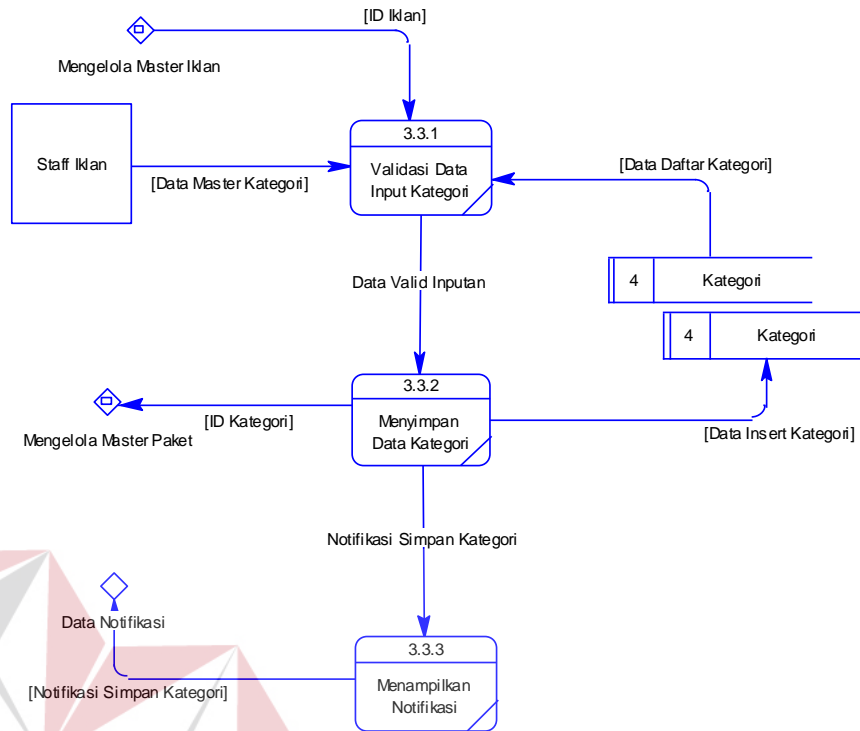 [ID Iklan]
Mengelola Master Iklan
3.3.1
Staff Iklan
Validasi Data
Input Kategori
[Data Daftar Kategori]
[Data Master Kategori]
4 Kategori
Data Valid Inputan
4 Kategori
3.3.2
Menyimpan
Data Kategori
[ID Kategori]
Mengelola Master Paket
[Data Insert Kategori]
Notifikasi Simpan Kategori
Data Notifikasi
3.3.3
Menampilkan
Notifikasi
[Notifikasi Simpan Kategori]